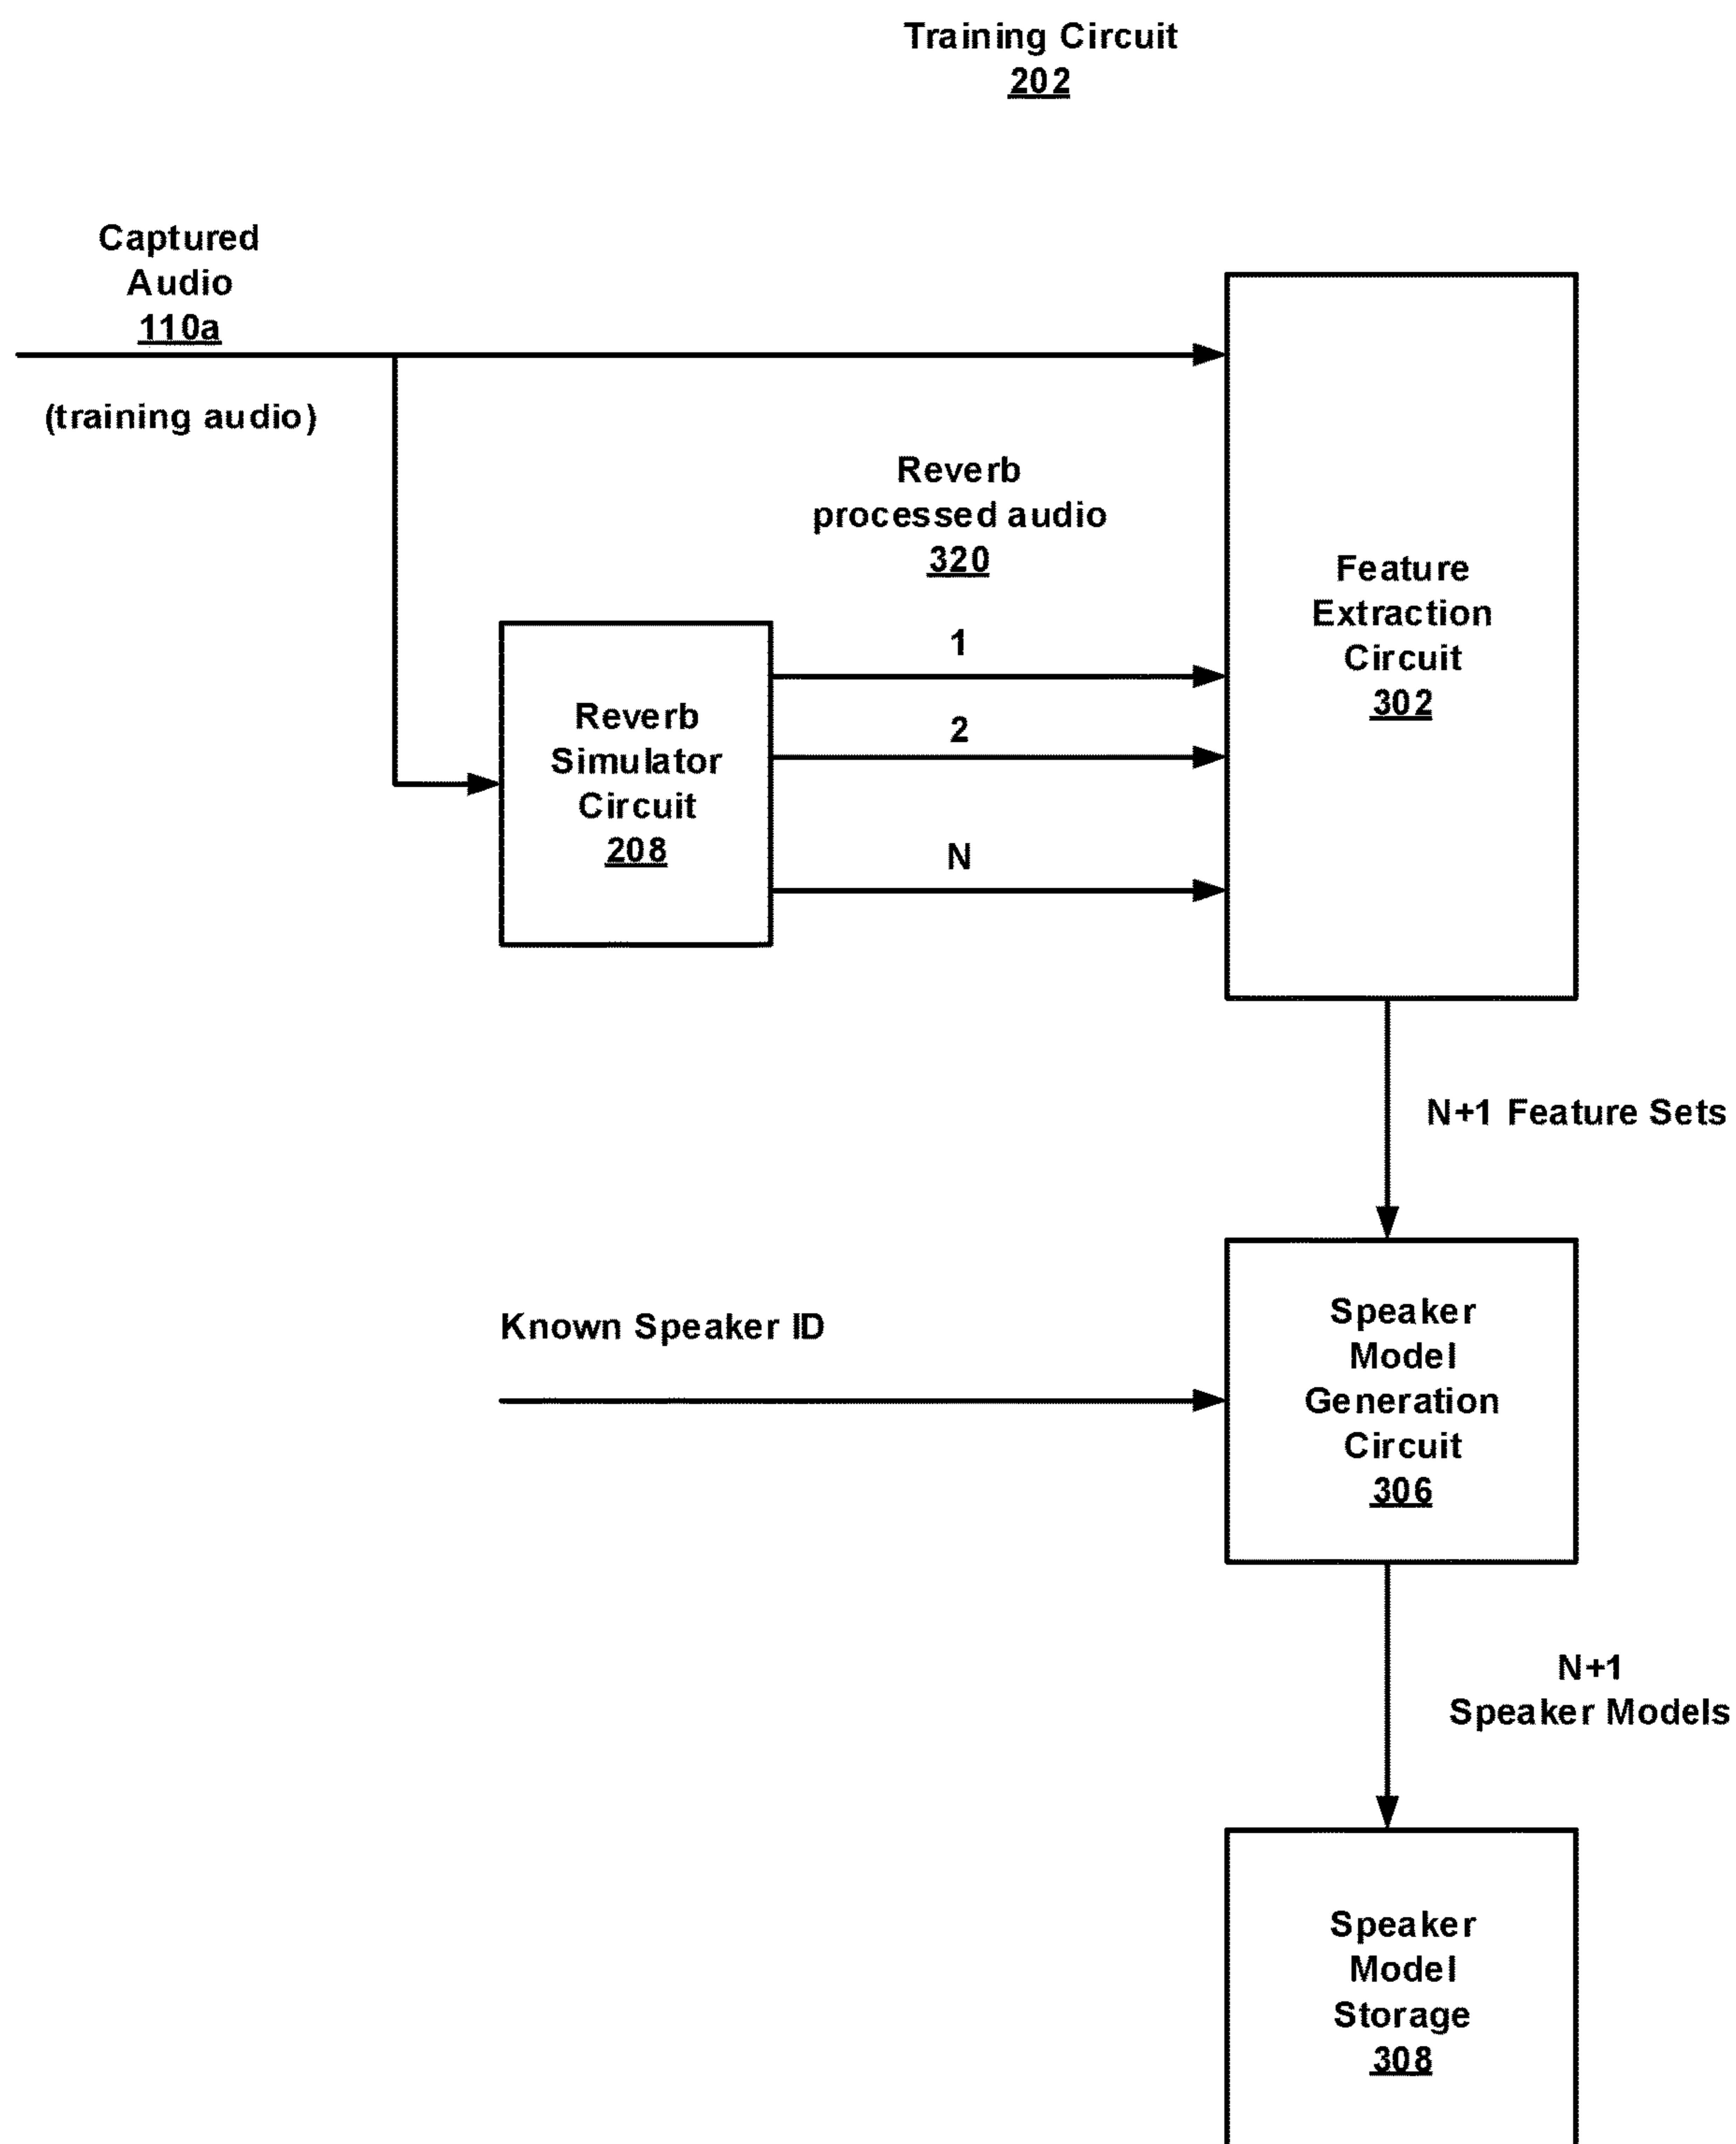 Training Circuit
202
Captured
Audio
110a
(training audio)
Reverb
processed audio
320
1
2
N
Reverb
Simulator
Circuit
208
Feature
Extraction
Circuit
302
N+1 Feature Sets
Known Speaker ID
Speaker
Model
Generation
Circuit
306
N+1
Speaker Models
Speaker
Model
Storage
308